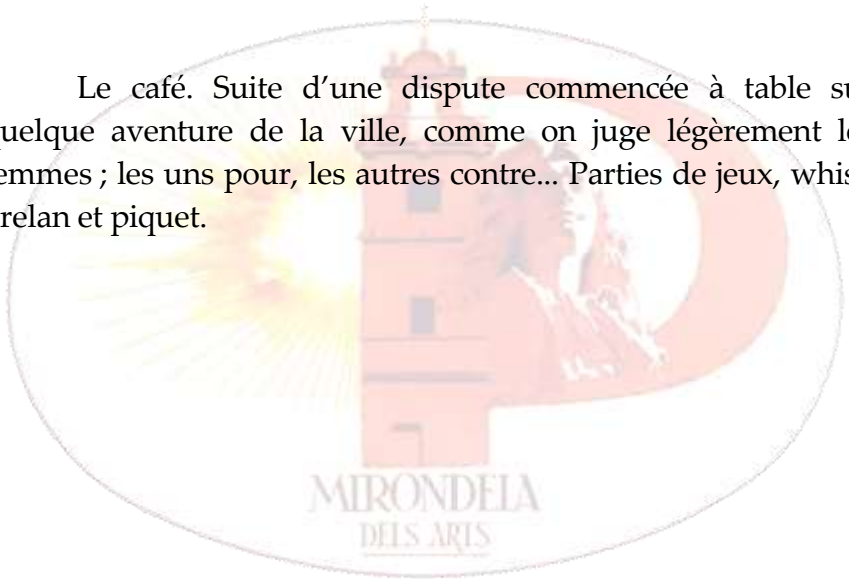 Le café. Suite d’une dispute commencée à table su
uelque aventure de la ville, comme on juge légèrement le
emmes ; les uns pour, les autres contre... Parties de jeux, whis
relan et piquet.
MIRONDELA
DELS ARTS